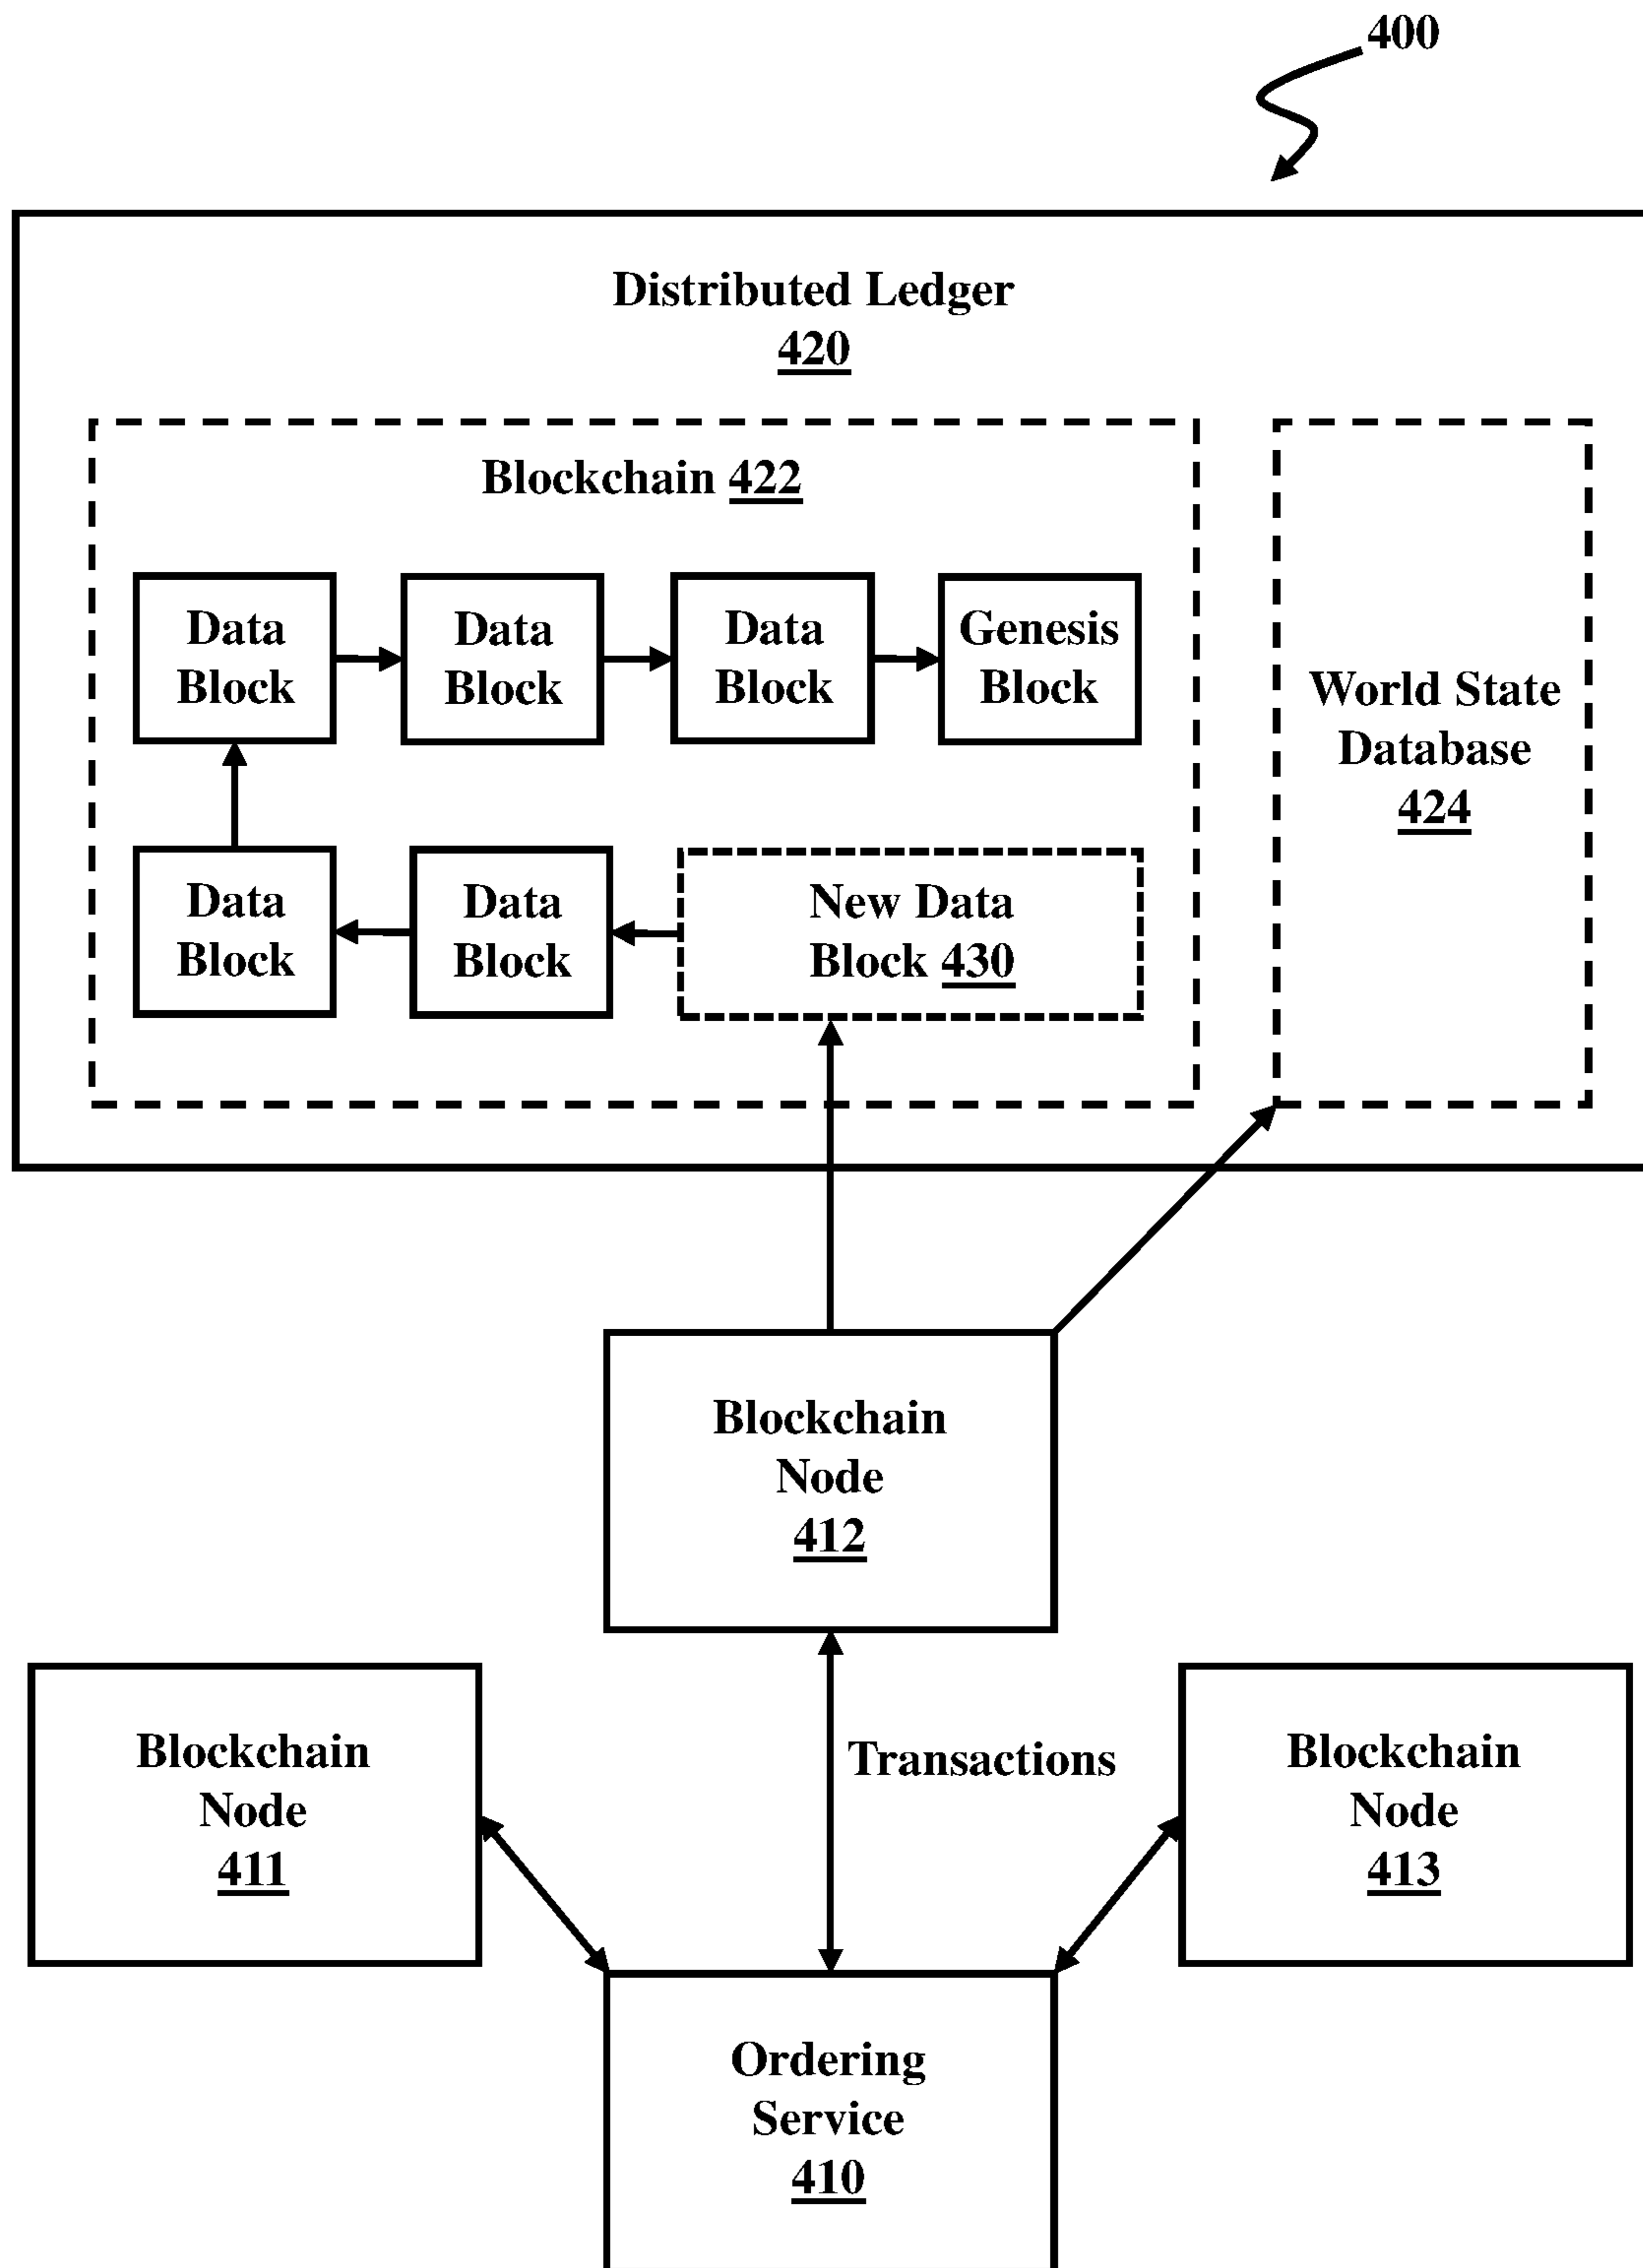 400
Distributed Ledger
420
Blockchain 422
Data
Block
Data
Block
Data
Block
Genesis
Block
World State
Database
424
Data
Block
Data
Block
New Data
Block 430
Blockchain
Node
412
Blockchain
Node
411
Transactions
Blockchain
Node
413
Ordering
Service
410